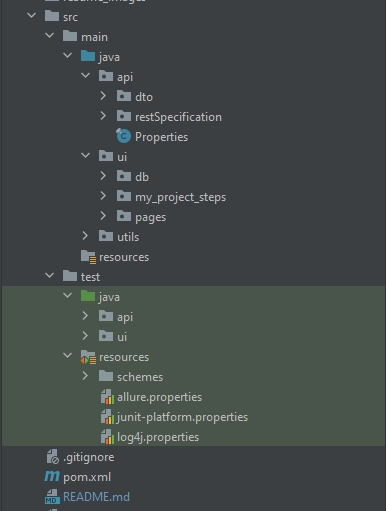 readme_images
src
main
java
api
dto
restSpecification
Properties
ui
db
my_project_steps
pages
utils
resources
test
java
api
ui
resources
schemes
allure.properties
junit-platform.properties
log4j.properties
.gitignore
pom.xml
README.md